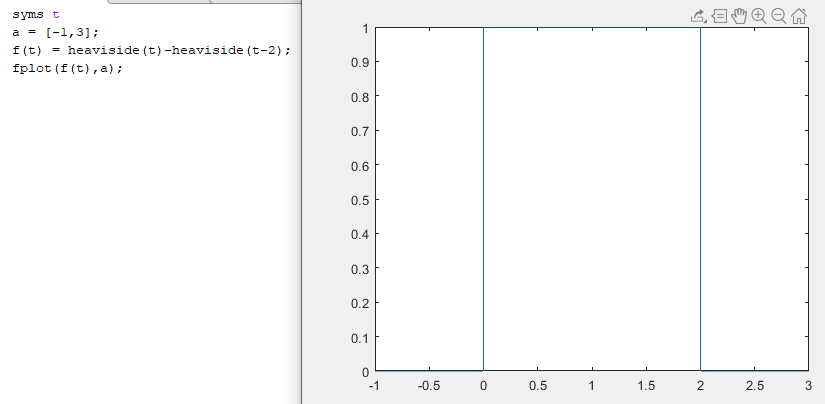 syms t
a = [-1,3];
f(t) = heaviside(t)-heaviside(t-2);
fplot(f(t),a);
1
0.9
0.8
0.7
0.6
0.5
0.4
0.3
0.2
0.1
0
-1 -0.5 0 0.5 1 1.5 2 2.5 3